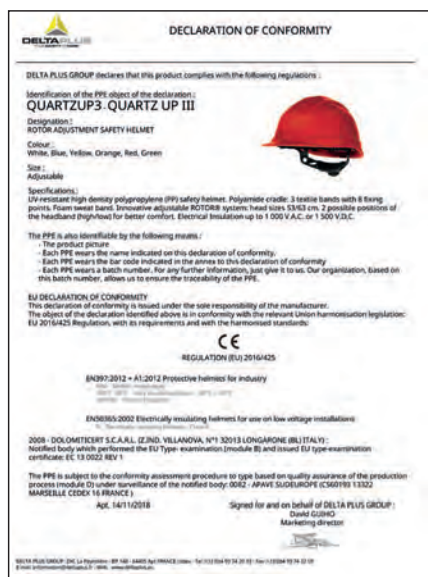 DELTA PLUS
DECLARATION OF CONFORMITY
DELTA PLUS GROUP declares that this product complies with the following regulations :
Identification of the PPE object of the declaration :
QUARTZUP3-QUARTZ UP III
Designation :
ROTOR ADJUSTMENT SAFETY HELMET
Colour :
White, Blue, Yellow, Orange, Red, Green
Size :
Adjustable
Specifications :
UV-resistant high density polypropylene (PP) safety helmet. Polyamide cradle: 3 textile bands with 8 fixing
points. Foam sweat band. Innovative adjustable ROTOR® system: head sizes 53/63 cm. 2 possible positions of
the headband (high/low) for better comfort. Electrical Insulation up to 1 000 V.A.C. or 1 500 V.D.C.
The PPE is also identifiable by the following means :
- The product picture
- Each PPE wears the name indicated on this declaration of conformity.
- Each PPE wears the bar code indicated in the annex to this declaration of conformity
- Each PPE wears a batch number. For any further information, just give it to us. Our organization, based on
this batch number, allows us to ensure the traceability of the PPE.
EU DECLARATION OF CONFORMITY
This declaration of conformity is issued under the sole responsibility of the manufacturer.
The object of the declaration identified above is in conformity with the relevant Union harmonisation legislation:
EU 2016/425 Regulation, with its requirements and with the harmonised standards:
CE
REGULATION (EU) 2016/425
EN397:2012 + A1:2012 Protective helmets for industry
EN50365:2002 Electrically insulating helmets for use on low voltage installations
2008 - DOLOMITICERT S.C.A.R.L. (Z.IND. VILLANOVA, N°1 32013 LONGARONE (BL) ITALY) :
Notified body which performed the EU Type- examination (module B) and issued EU type-examination
certificate: EC 13 0022 REV 1
The PPE is subject to the conformity assessment procedure to type based on quality assurance of the production
process (module D) under surveillance of the notified body: 0082 - APAVE SUDEUROPE (CS60193 13322
MARSEILLE CEDEX 16 FRANCE )
Apt, 14/11/2018
Signed for and on behalf of DELTA PLUS GROUP :
David GUIHO
Marketing director